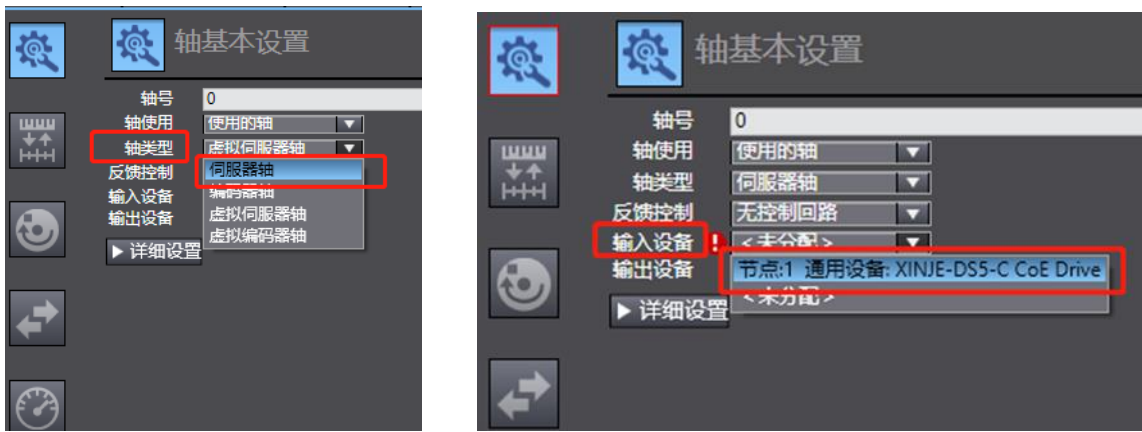 轴基本设置
轴号 0
轴使用 使用的轴
轴类型 虚拟伺服器轴
反馈控制 伺服器轴
输入设备 编码器轴
输出设备 虚拟伺服器轴
虚拟编码器轴
▶ 详细设置
轴基本设置
轴号 0
轴使用 使用的轴
轴类型 伺服器轴
反馈控制 无控制回路
输入设备 ! <未分配>
输出设备 节点:1 通用设备: XINJE-DS5-C CoE Drive
<未分配>
▶ 详细设置